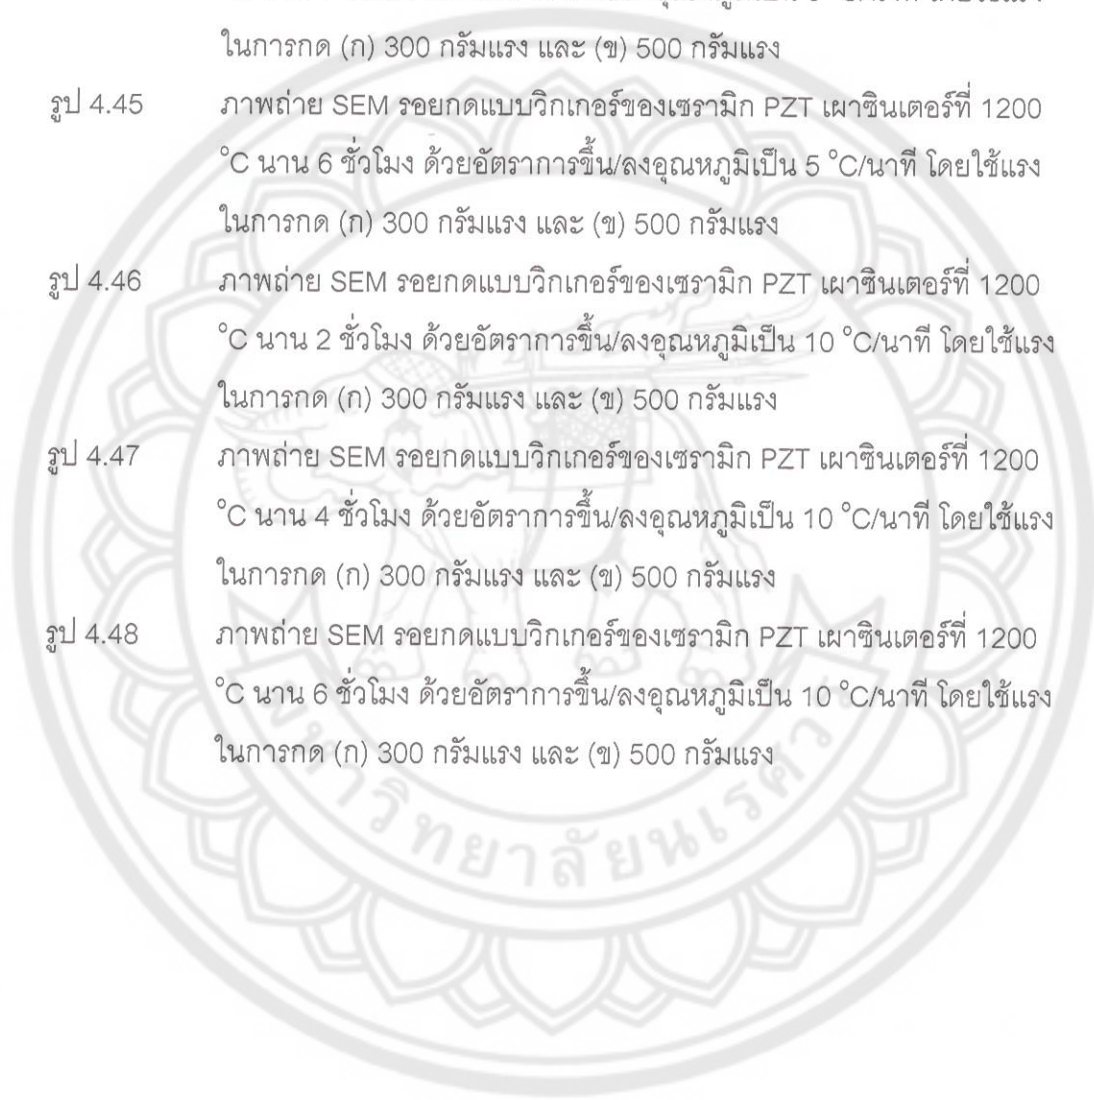 ในการกด (ก) 300 กรัมแรง และ (ข) 500 กรัมแรง
รูป 4.45 ภาพถ่าย SEM รอยกดแบบวิกเกอร์ของเซรามิก PZT เผาซินเตอร์ที่ 1200
°C นาน 6 ชั่วโมง ด้วยอัตราการขึ้น/ลงอุณหภูมิเป็น 5 °C/นาที โดยใช้แรง
ในการกด (ก) 300 กรัมแรง และ (ข) 500 กรัมแรง
รูป 4.46 ภาพถ่าย SEM รอยกดแบบวิกเกอร์ของเซรามิก PZT เผาซินเตอร์ที่ 1200
°C นาน 2 ชั่วโมง ด้วยอัตราการขึ้น/ลงอุณหภูมิเป็น 10 °C/นาที โดยใช้แรง
ในการกด (ก) 300 กรัมแรง และ (ข) 500 กรัมแรง
รูป 4.47 ภาพถ่าย SEM รอยกดแบบวิกเกอร์ของเซรามิก PZT เผาซินเตอร์ที่ 1200
°C นาน 4 ชั่วโมง ด้วยอัตราการขึ้น/ลงอุณหภูมิเป็น 10 °C/นาที โดยใช้แรง
ในการกด (ก) 300 กรัมแรง และ (ข) 500 กรัมแรง
รูป 4.48 ภาพถ่าย SEM รอยกดแบบวิกเกอร์ของเซรามิก PZT เผาซินเตอร์ที่ 1200
°C นาน 6 ชั่วโมง ด้วยอัตราการขึ้น/ลงอุณหภูมิเป็น 10 °C/นาที โดยใช้แรง
ในการกด (ก) 300 กรัมแรง และ (ข) 500 กรัมแรง
มหาวิทยาลัยนเรศวร